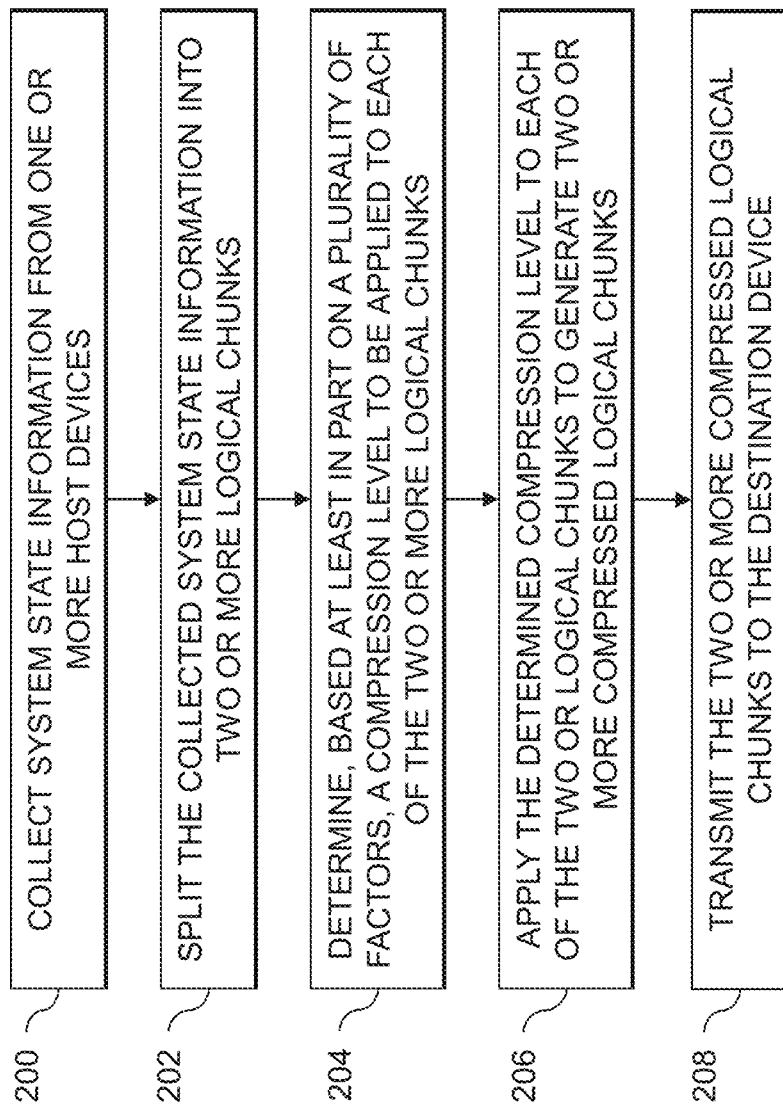 200
COLLECT SYSTEM STATE INFORMATION FROM ONE OR
MORE HOST DEVICES
202
SPLIT THE COLLECTED SYSTEM STATE INFORMATION INTO
TWO OR MORE LOGICAL CHUNKS
204
DETERMINE, BASED AT LEAST IN PART ON A PLURALITY OF
FACTORS, A COMPRESSION LEVEL TO BE APPLIED TO EACH
OF THE TWO OR MORE LOGICAL CHUNKS
206
APPLY THE DETERMINED COMPRESSION LEVEL TO EACH
OF THE TWO OR LOGICAL CHUNKS TO GENERATE TWO OR
MORE COMPRESSED LOGICAL CHUNKS
208
TRANSMIT THE TWO OR MORE COMPRESSED LOGICAL
CHUNKS TO THE DESTINATION DEVICE